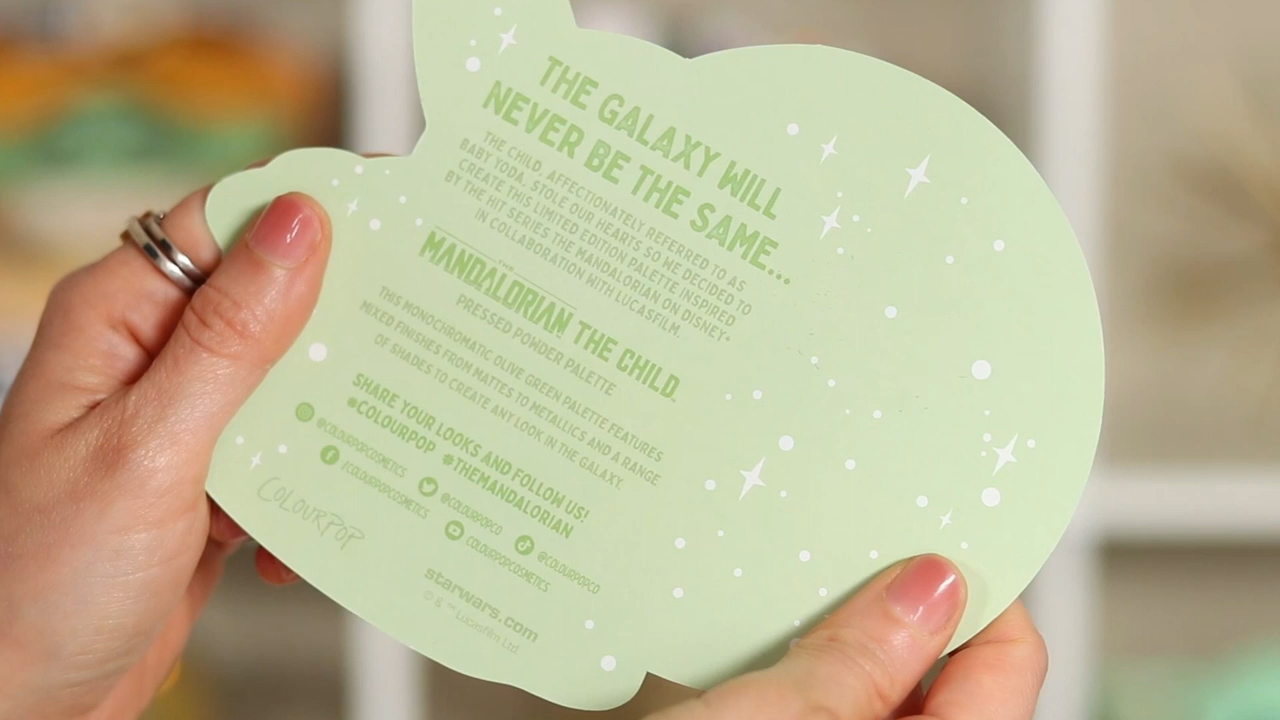 THE GALAXY WILL
NEVER BE THE SAME...
THE CHILD, AFFECTIONATELY REFERRED TO AS
BABY YODA, STOLE OUR HEARTS SO WE DECIDED TO
CREATE THIS LIMITED EDITION PALETTE INSPIRED
BY THE HIT SERIES THE MANDALORIAN ON DISNEY+
IN COLLABORATION WITH LUCASFILM.
THE
MANDALORIAN THE CHILD™
PRESSED POWDER PALETTE
THIS MONOCHROMATIC OLIVE GREEN PALETTE FEATURES
MIXED FINISHES FROM MATTES TO METALLICS AND A RANGE
OF SHADES TO CREATE ANY LOOK IN THE GALAXY.
SHARE YOUR LOOKS AND FOLLOW US!
#COLOURPOP #THEMANDALORIAN
@COLOURPOPCOSMETICS @COLOURPOPCO @COLOURPOPCO
/COLOURPOPCOSMETICS COLOURPOPCOSMETICS
COLOURPOP
starwars.com
© & ™ Lucasfilm Ltd.